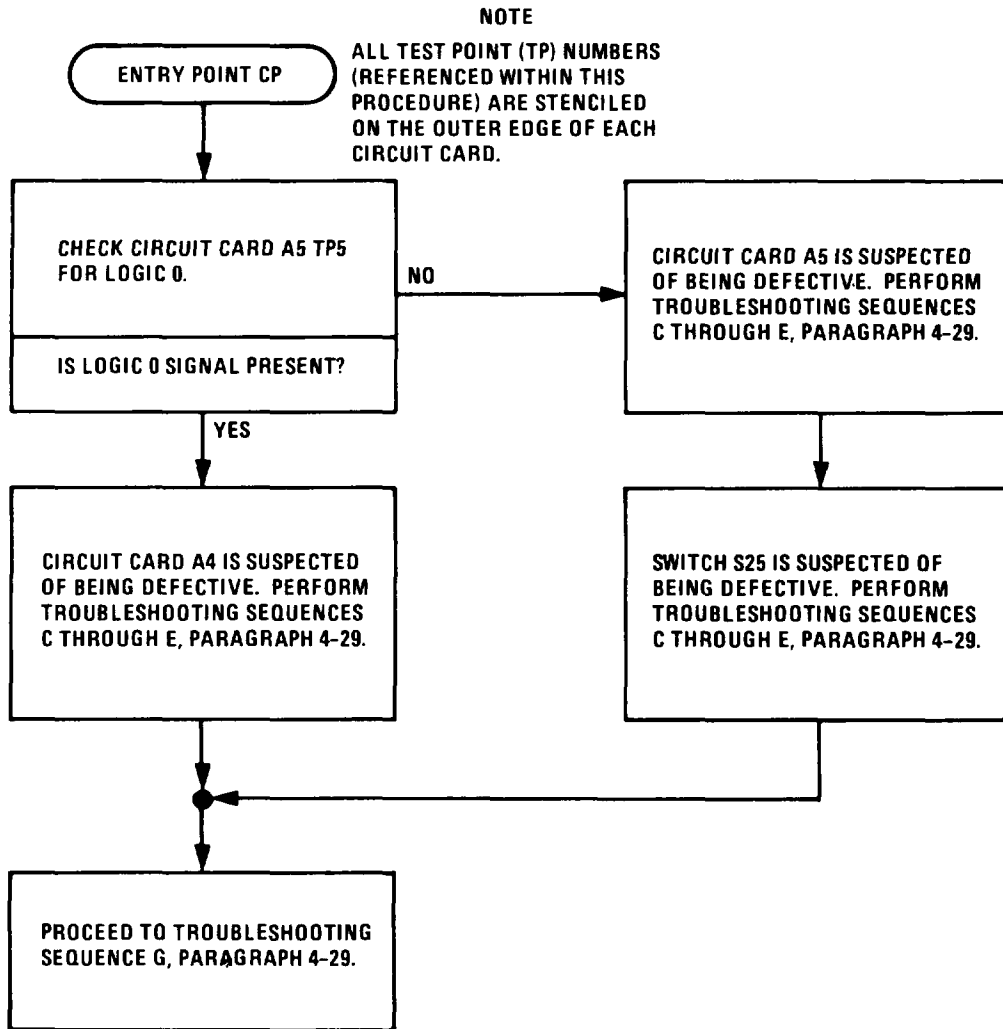 NOTE
ENTRY POINT CP
ALL TEST POINT (TP) NUMBERS
(REFERENCED WITHIN THIS
PROCEDURE) ARE STENCILED
ON THE OUTER EDGE OF EACH
CIRCUIT CARD.
CHECK CIRCUIT CARD A5 TP5
FOR LOGIC 0.
IS LOGIC 0 SIGNAL PRESENT?
NO
CIRCUIT CARD A5 IS SUSPECTED
OF BEING DEFECTIVE. PERFORM
TROUBLESHOOTING SEQUENCES
C THROUGH E, PARAGRAPH 4-29.
YES
CIRCUIT CARD A4 IS SUSPECTED
OF BEING DEFECTIVE. PERFORM
TROUBLESHOOTING SEQUENCES
C THROUGH E, PARAGRAPH 4-29.
SWITCH S25 IS SUSPECTED OF
BEING DEFECTIVE. PERFORM
TROUBLESHOOTING SEQUENCES
C THROUGH E, PARAGRAPH 4-29.
PROCEED TO TROUBLESHOOTING
SEQUENCE G, PARAGRAPH 4-29.